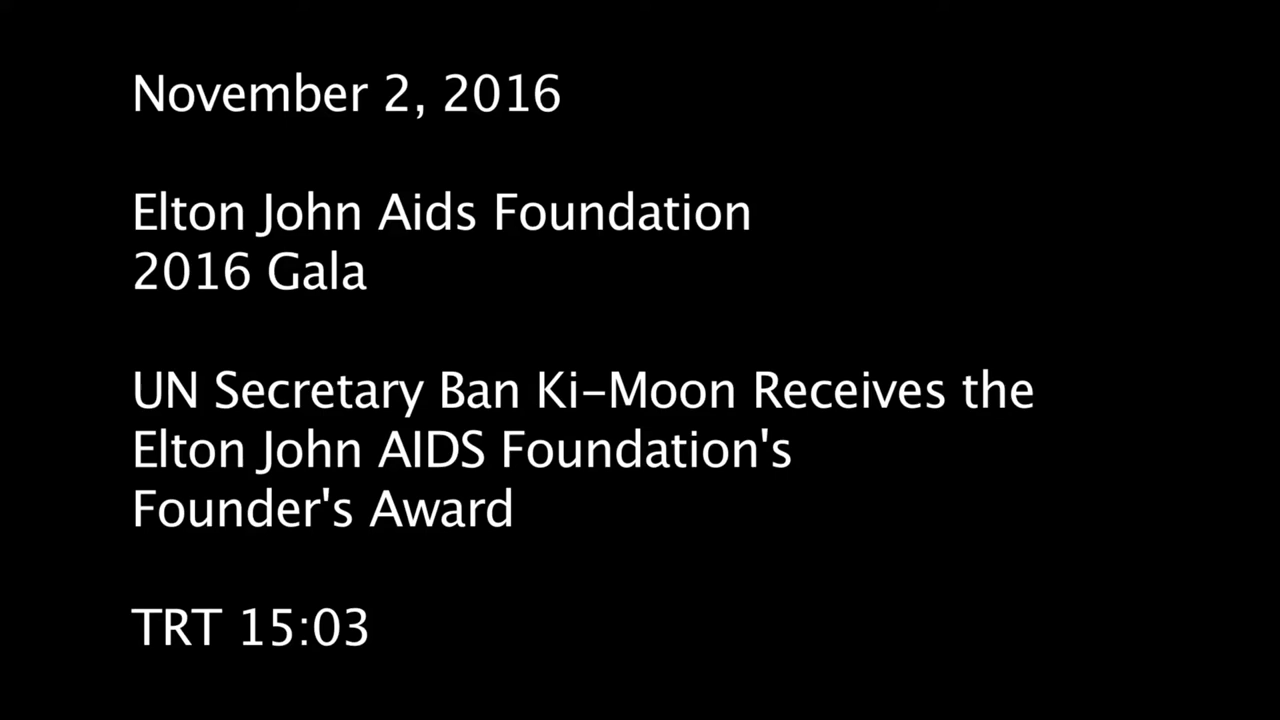 November 2, 2016
Elton John Aids Foundation
2016 Gala
UN Secretary Ban Ki-Moon Receives the
Elton John AIDS Foundation's
Founder's Award
TRT 15:03